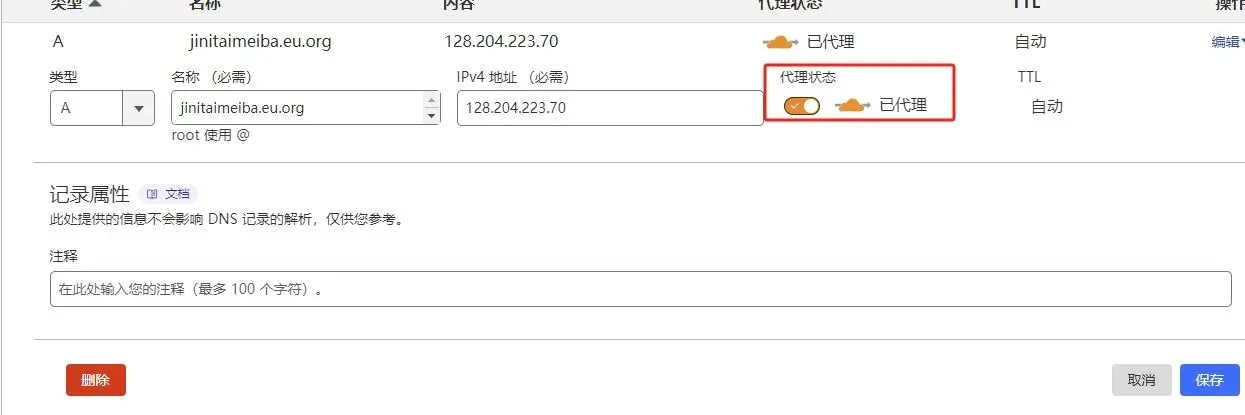 类型 名称 内容 代理状态 TTL 操作
A jinitaimeiba.eu.org 128.204.223.70 已代理 自动 编辑
类型 名称 （必需） IPv4 地址 （必需） 代理状态 TTL
A jinitaimeiba.eu.org 128.204.223.70 已代理 自动
root 使用 @
记录属性 文档
此处提供的信息不会影响 DNS 记录的解析，仅供您参考。
注释
在此处输入您的注释（最多 100 个字符）。
删除 取消 保存